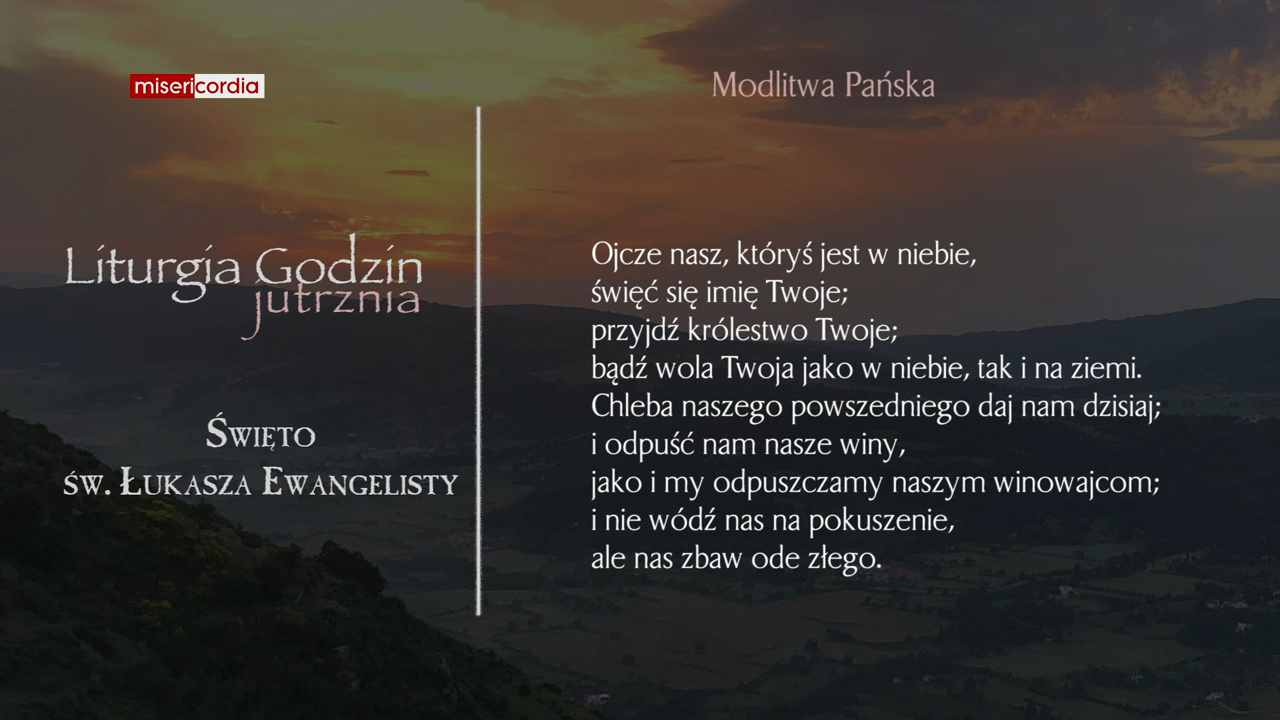 misericordia
Liturgia Godzin
jutrznia
Święto
św. Łukasza Ewangelisty
Modlitwa Pańska
Ojcze nasz, któryś jest w niebie,
święć się imię Twoje;
przyjdź królestwo Twoje;
bądź wola Twoja jako w niebie, tak i na ziemi.
Chleba naszego powszedniego daj nam dzisiaj;
i odpuść nam nasze winy,
jako i my odpuszczamy naszym winowajcom;
i nie wódź nas na pokuszenie,
ale nas zbaw ode złego.